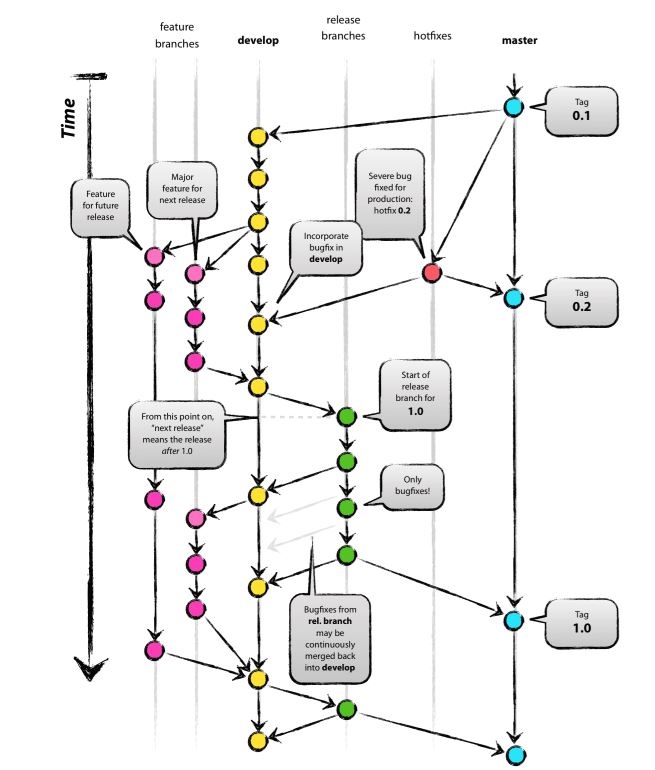 feature
branches
develop
release
branches
hotfixes
master
Time
Tag
0.1
Major
feature for
next release
Feature
for future
release
Severe bug
fixed for
production:
hotfix 0.2
Incorporate
bugfix in
develop
Tag
0.2
Start of
release
branch for
1.0
From this point on,
“next release”
means the release
after 1.0
Only
bugfixes!
Bugfixes from
rel. branch
may be
continuously
merged back
into develop
Tag
1.0